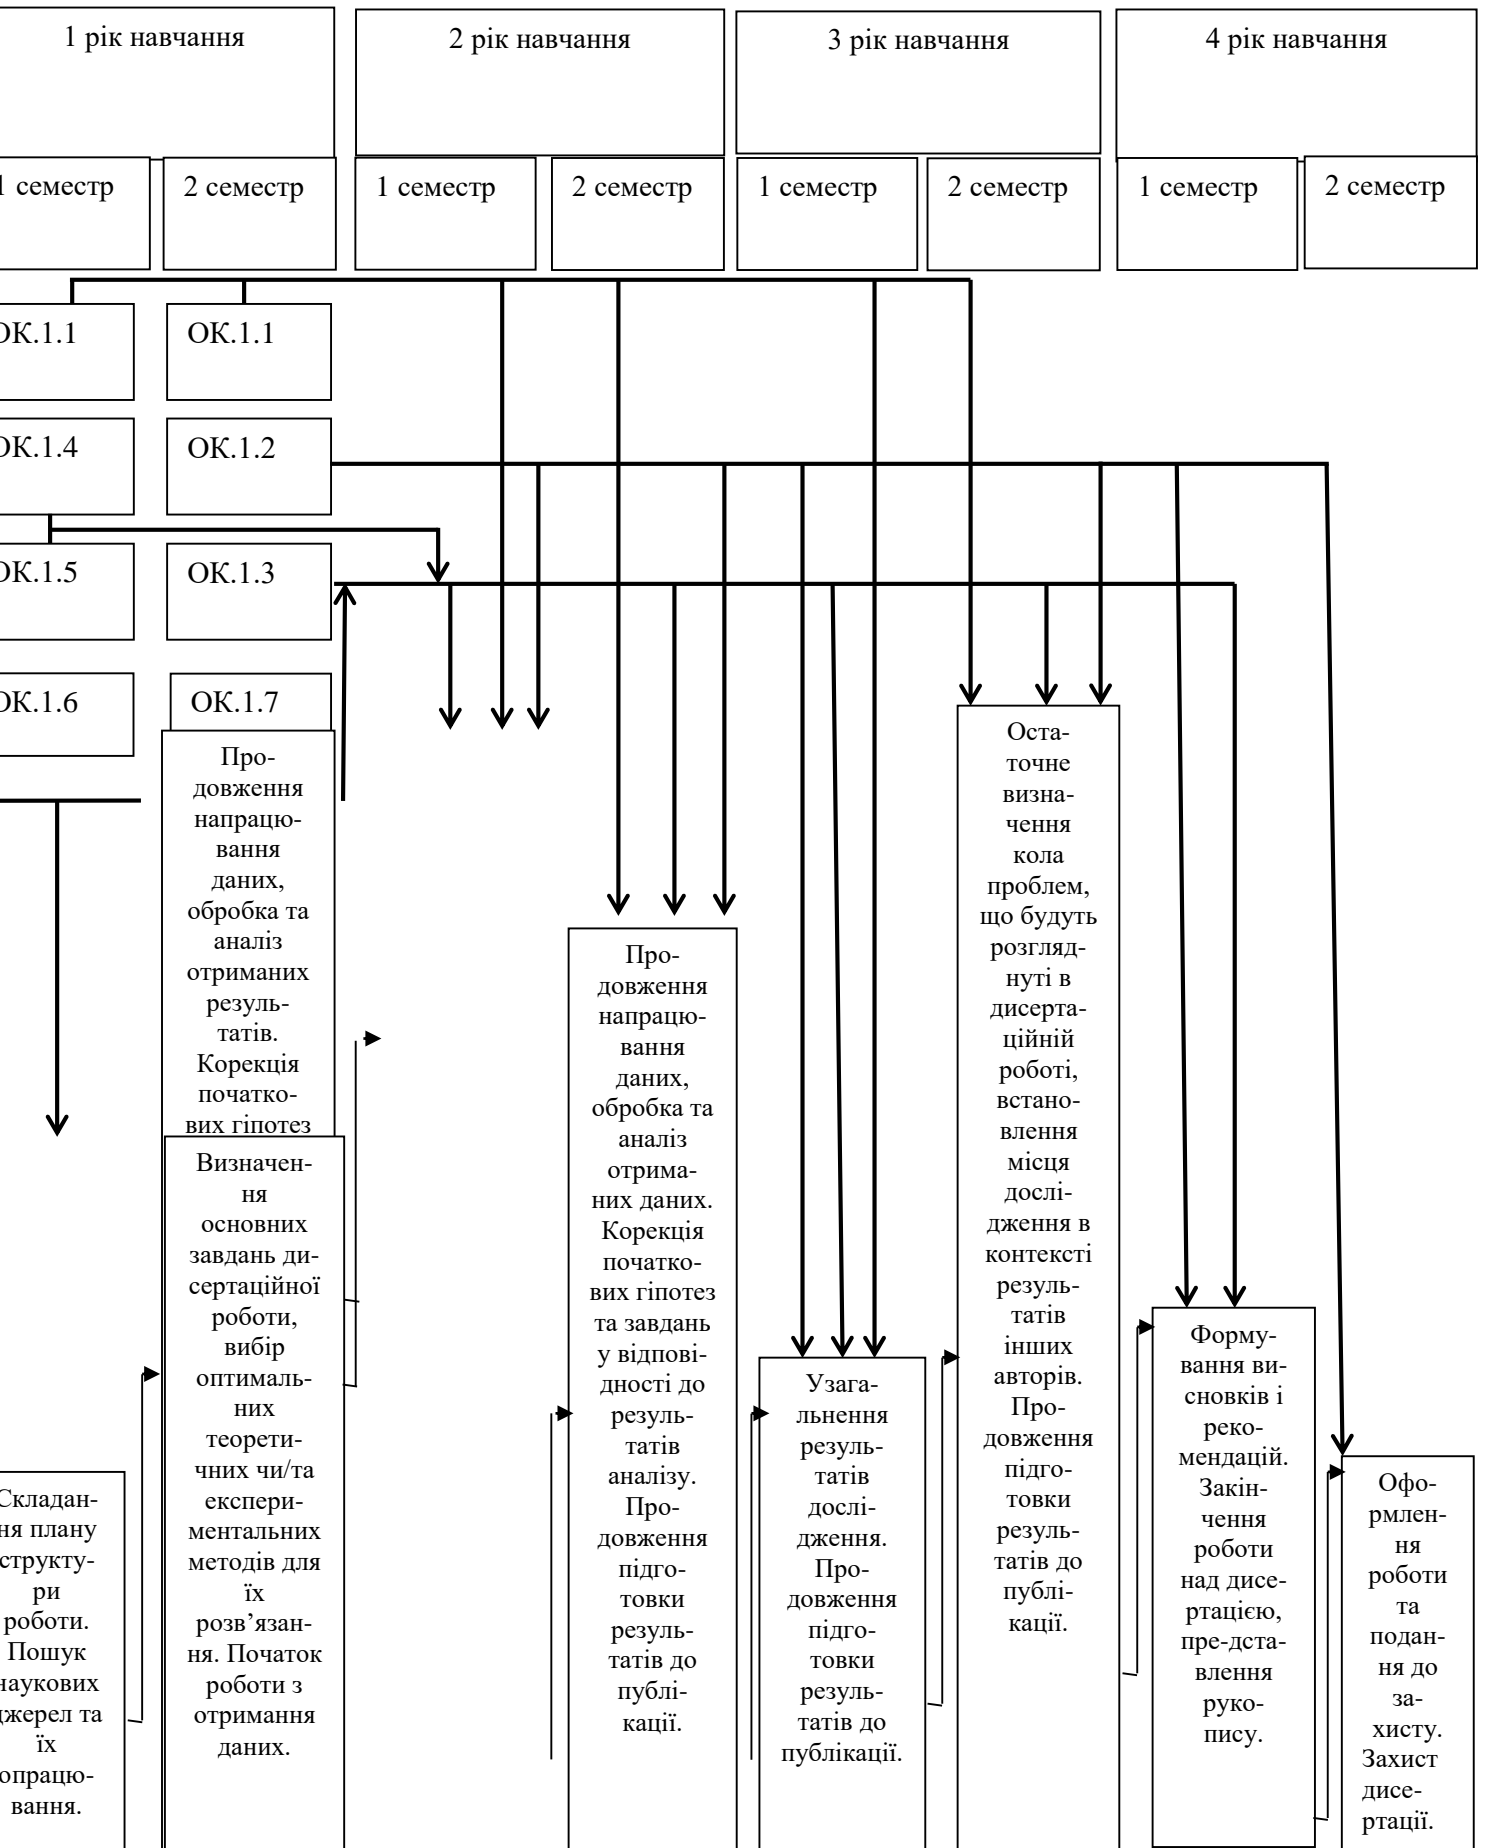 1 рік навчання
2 рік навчання
3 рік навчання
4 рік навчання
1 семестр
2 семестр
1 семестр
2 семестр
1 семестр
2 семестр
1 семестр
2 семестр
ОК.1.1
ОК.1.1
ОК.1.4
ОК.1.2
ОК.1.5
ОК.1.3
ОК.1.6
ОК.1.7
Про-
довження
напрацю-
вання
даних,
обробка та
аналіз
отриманих
резуль-
татів.
Корекція
початко-
вих гіпотез
Складан-
ня плану
структу-
ри
роботи.
Пошук
наукових
джерел та
їх
опрацю-
вання.
Визначен-
ня
основних
завдань ди-
сертаційної
роботи,
вибір
оптималь-
них
теорети-
чних чи/та
експери-
ментальних
методів для
їх
розв’язан-
ня. Початок
роботи з
отримання
даних.
Про-
довження
напрацю-
вання
даних,
обробка та
аналіз
отрима-
них даних.
Корекція
початко-
вих гіпотез
та завдань
у відпові-
дності до
резуль-
татів
аналізу.
Про-
довження
підго-
товки
резуль-
татів до
публі-
кації.
Узага-
льнення
резуль-
татів
дослі-
дження.
Про-
довження
підго-
товки
резуль-
татів до
публікації.
Оста-
точне
визна-
чення
кола
проблем,
що будуть
розгляд-
нуті в
дисерта-
ційній
роботі,
встано-
влення
місця
дослі-
дження в
контексті
резуль-
татів
інших
авторів.
Про-
довження
підго-
товки
резуль-
татів до
публі-
кації.
Форму-
вання ви-
сновків і
реко-
мендацій.
Закін-
чення
роботи
над дисе-
ртацією,
пре-дста-
влення
руко-
пису.
Офо-
рмлен-
ня
роботи
та
подан-
ня до
за-
хисту.
Захист
дисе-
ртації.